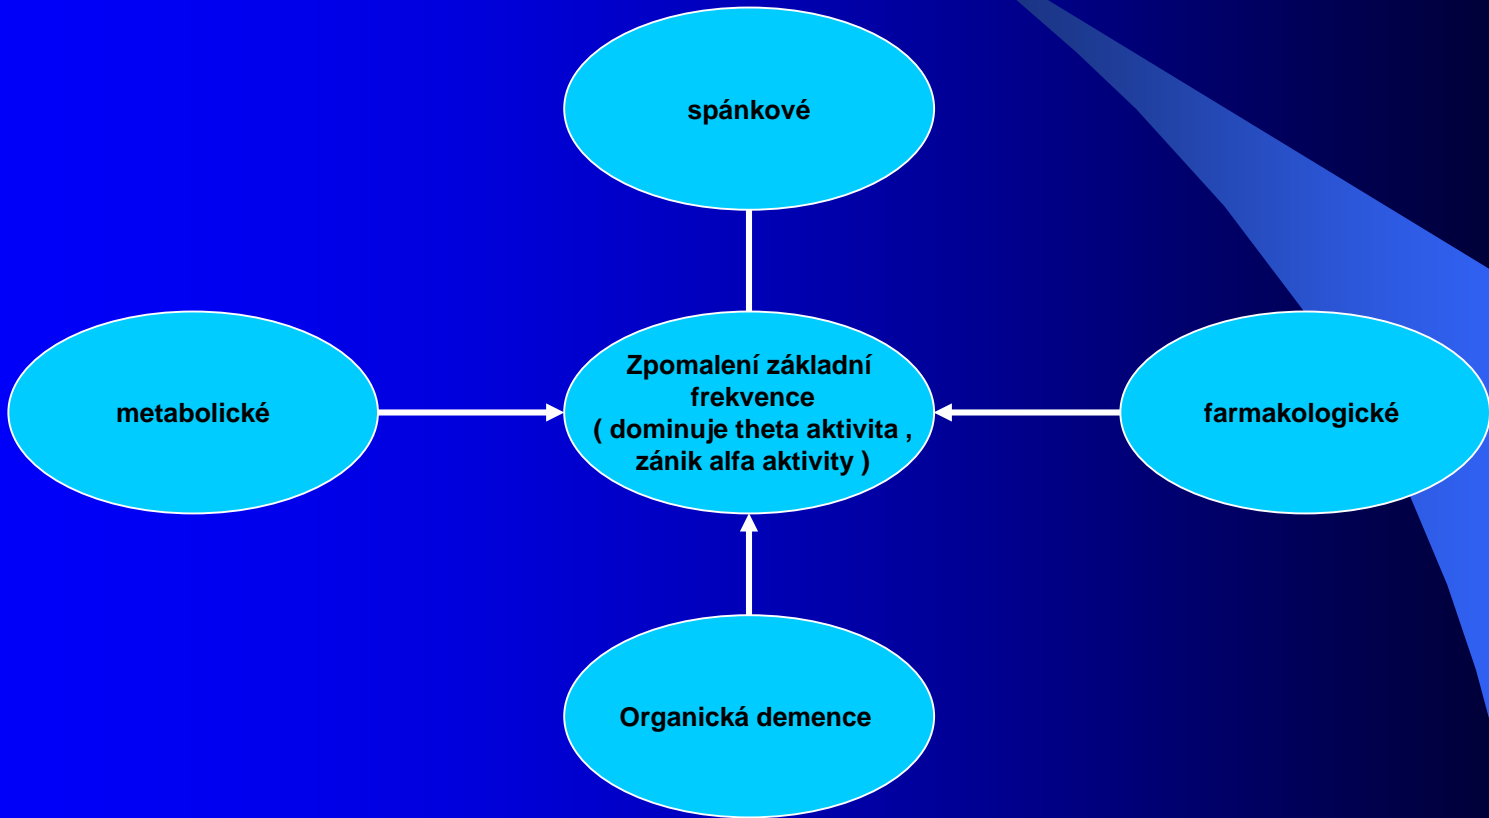 spánkové
metabolické
Zpomalení základní
frekvence
( dominuje theta aktivita ,
zánik alfa aktivity )
farmakologické
Organická demence